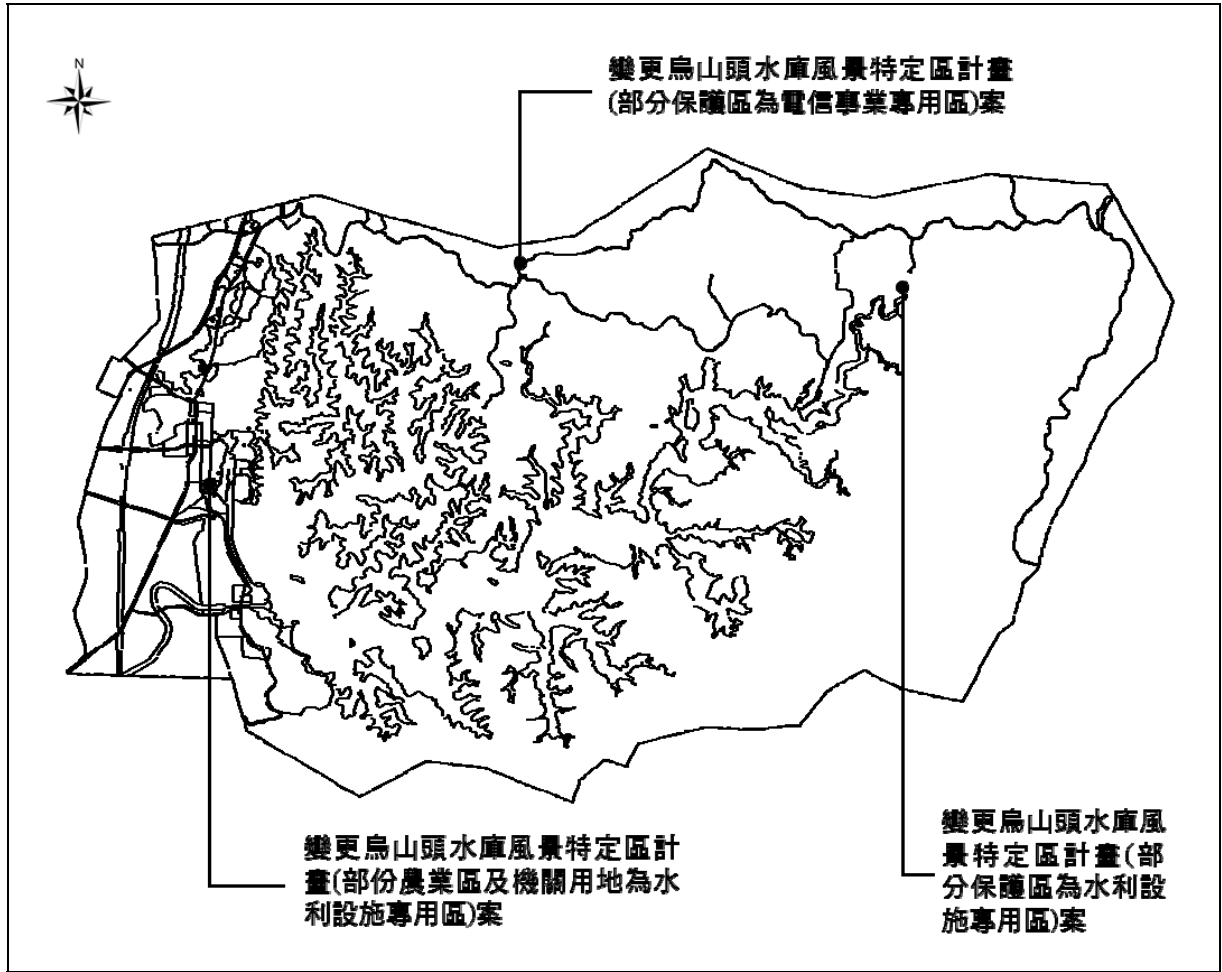 N
變更烏山頭水庫風景特定區計畫
(部分保護區為電信事業專用區)案
變更烏山頭水庫風景特定區計
畫(部份農業區及機關用地為水
利設施專用區)案
變更烏山頭水庫風
景特定區計畫(部
分保護區為水利設
施專用區)案